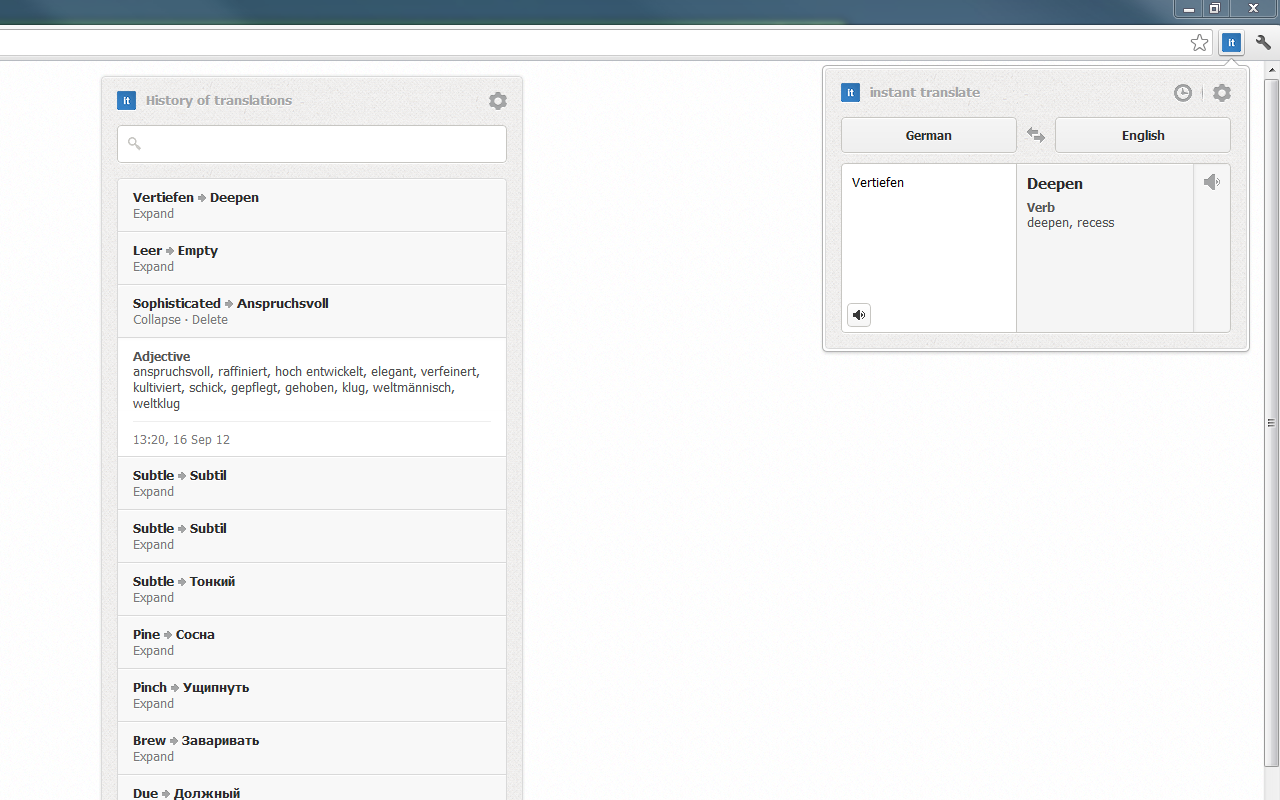 It
It History of translations
Vertiefen Deepen
Expand
Leer Empty
Expand
Sophisticated Anspruchsvoll
Collapse · Delete
Adjective
anspruchsvoll, raffiniert, hoch entwickelt, elegant, verfeinert,
kultiviert, schick, gepflegt, gehoben, klug, weltmännisch,
weltklug
13:20, 16 Sep 12
Subtle Subtil
Expand
Subtle Subtil
Expand
Subtle Тонкий
Expand
Pine Сосна
Expand
Pinch Ущипнуть
Expand
Brew Заваривать
Expand
Due Должный
It instant translate
German English
Vertiefen
Deepen
Verb
deepen, recess